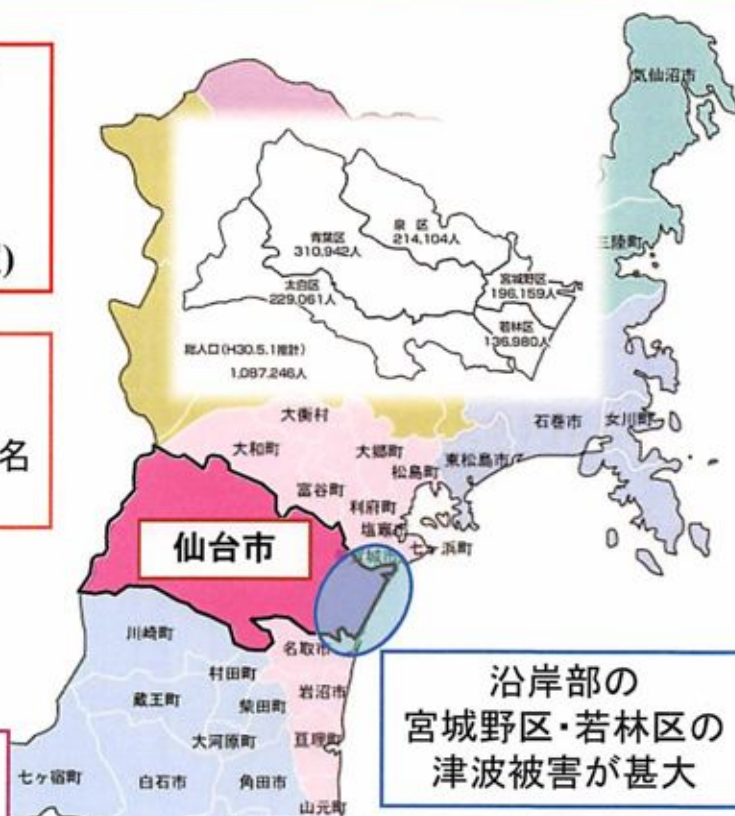 )
名
気仙沼市
三陸町
青葉区
310,942人
泉 区
214,104人
太白区
229,061人
宮城野区
196,159人
若林区
136,980人
総人口(H30.5.1推計)
1,087,246人
大衡村
大和町
大郷町
松島町
富谷町
利府町
塩竈
七ヶ浜町
東松島市
石巻市
女川町
仙台市
川崎町
名取市
村田町
岩沼市
蔵王町
柴田町
大河原町
亘理町
七ヶ宿町
白石市
角田市
山元町
沿岸部の
宮城野区・若林区の
津波被害が甚大